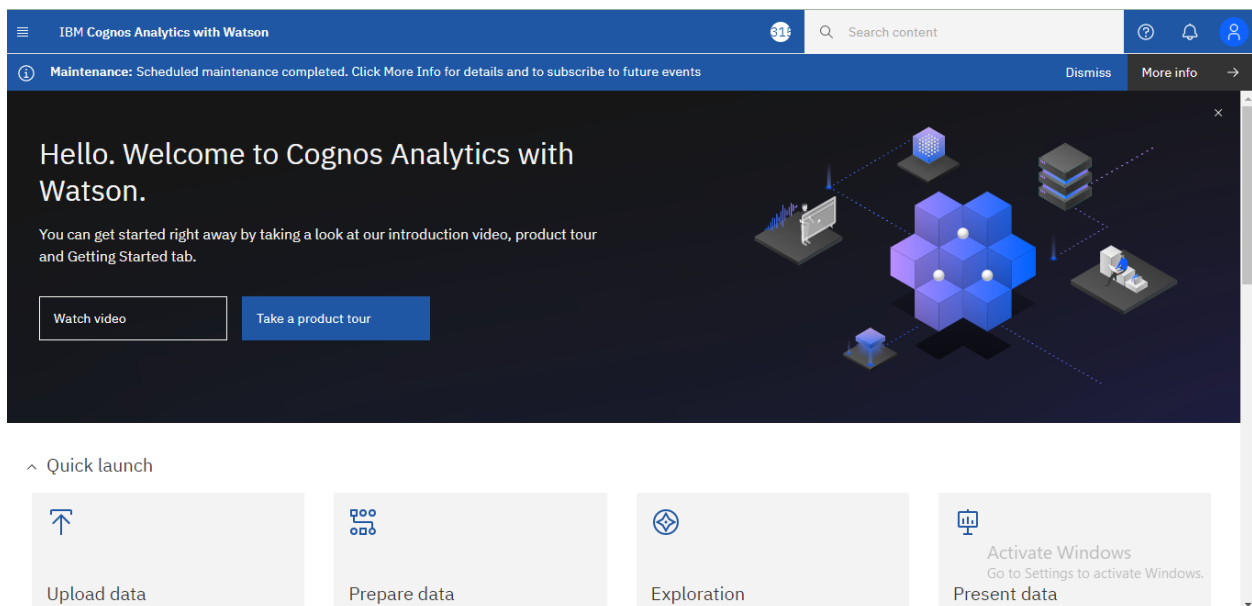 IBM Cognos Analytics with Watson
Search content
Maintenance: Scheduled maintenance completed. Click More Info for details and to subscribe to future events
Dismiss
More info
Hello. Welcome to Cognos Analytics with
Watson.
You can get started right away by taking a look at our introduction video, product tour
and Getting Started tab.
Watch video
Take a product tour
Quick launch
Upload data
Prepare data
Exploration
Present data
Activate Windows
Go to Settings to activate Windows.